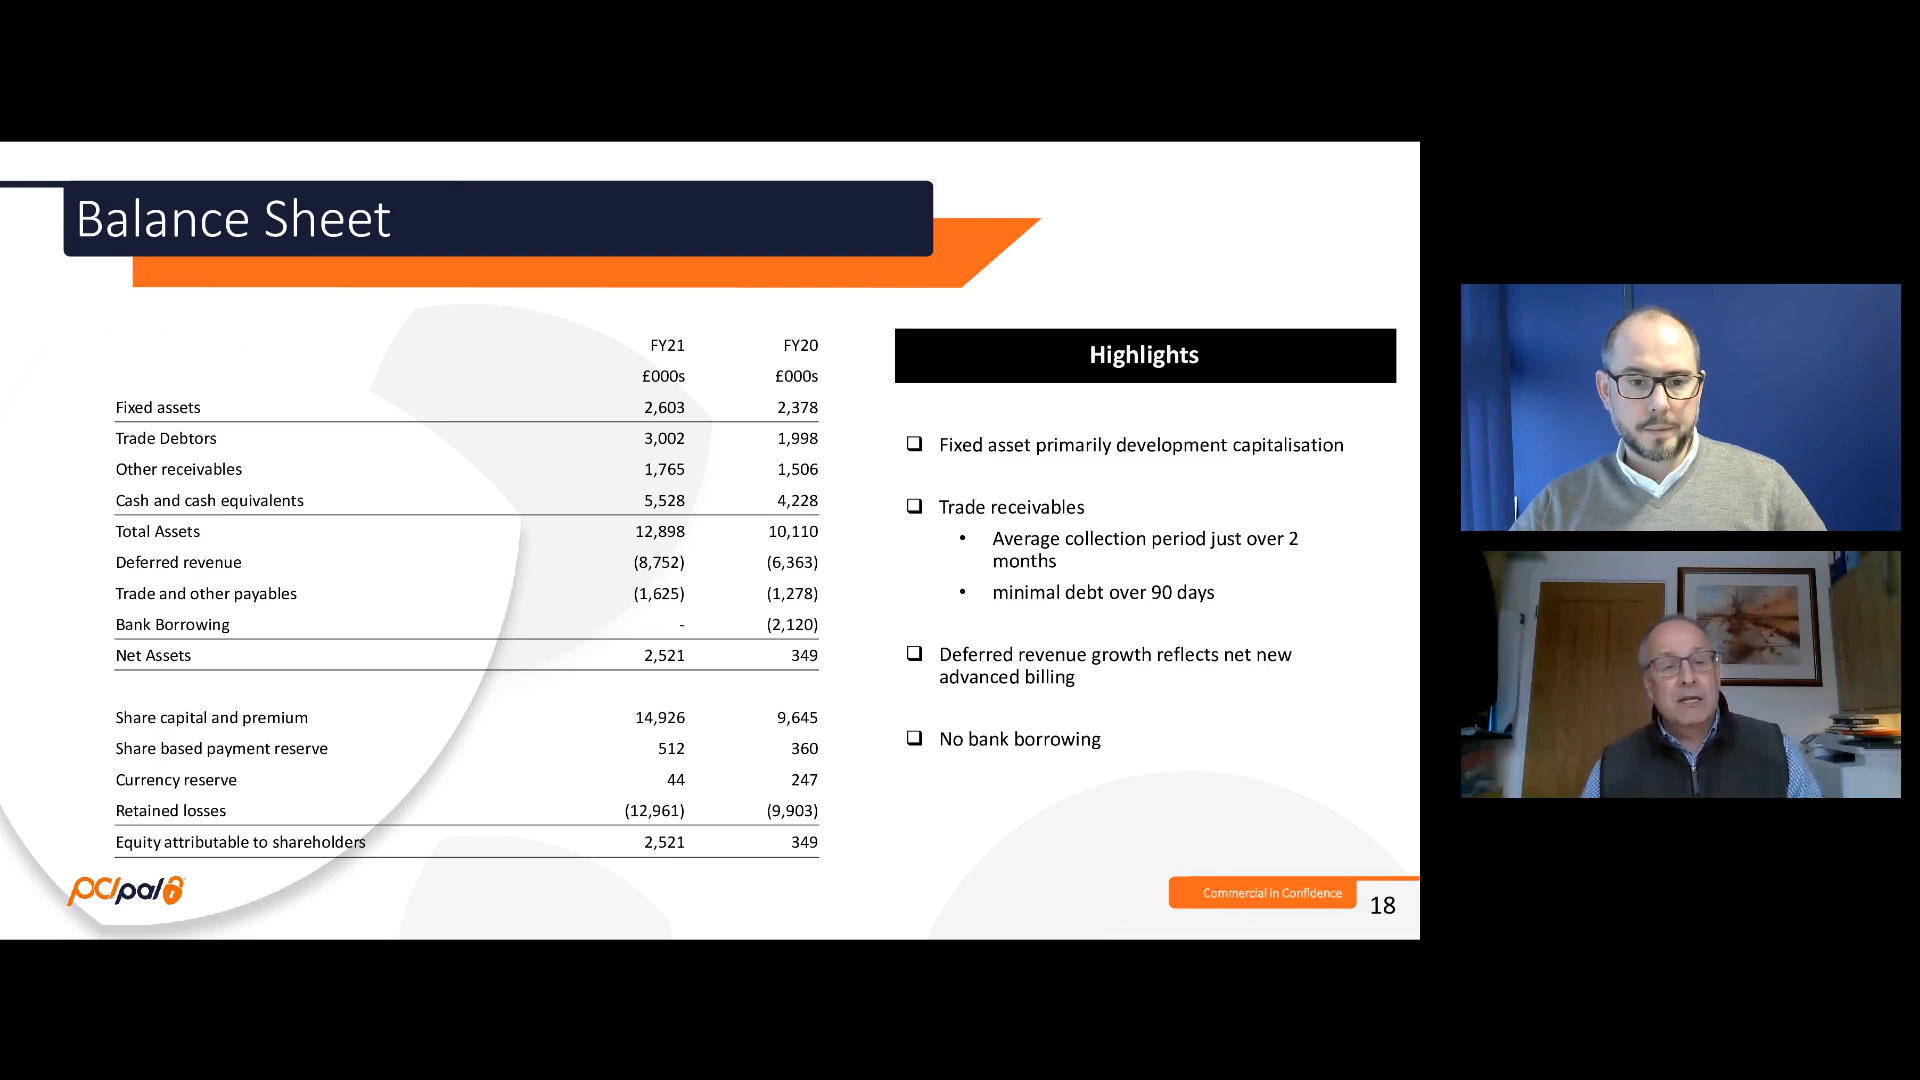 Balance Sheet
FY21 FY20
£000s £000s
Fixed assets 2,603 2,378
Trade Debtors 3,002 1,998
Other receivables 1,765 1,506
Cash and cash equivalents 5,528 4,228
Total Assets 12,898 10,110
Deferred revenue (8,752) (6,363)
Trade and other payables (1,625) (1,278)
Bank Borrowing - (2,120)
Net Assets 2,521 349
Share capital and premium 14,926 9,645
Share based payment reserve 512 360
Currency reserve 44 247
Retained losses (12,961) (9,903)
Equity attributable to shareholders 2,521 349
Highlights
❑ Fixed asset primarily development capitalisation
❑ Trade receivables
• Average collection period just over 2
months
• minimal debt over 90 days
❑ Deferred revenue growth reflects net new
advanced billing
❑ No bank borrowing
pci/pal
Commercial in Confidence
18